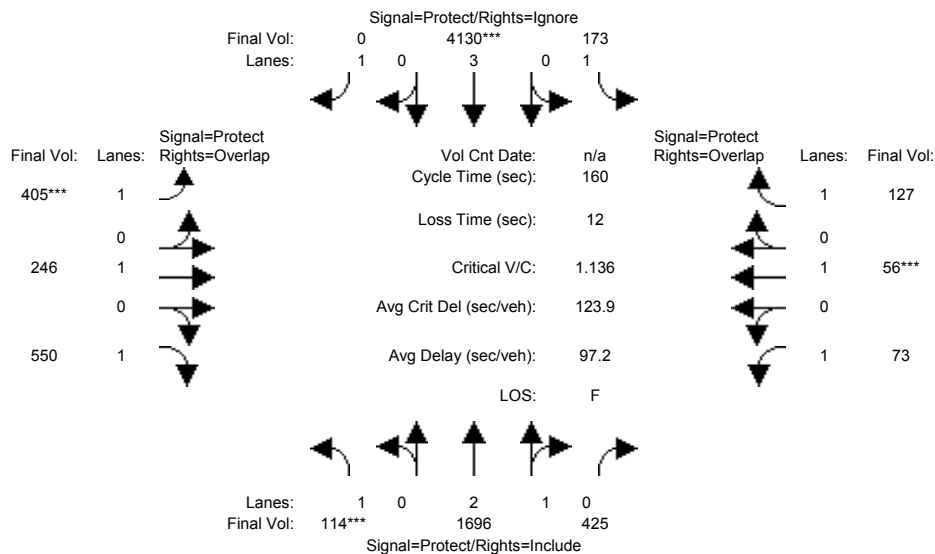 Signal=Protect/Rights=Ignore
Final Vol: 0 4130*** 173
Lanes: 1 0 3 0 1
Signal=Protect
Final Vol: Lanes: Rights=Overlap
Vol Cnt Date: n/a
Signal=Protect
Rights=Overlap Lanes: Final Vol:
Cycle Time (sec): 160
405*** 1
1 127
Loss Time (sec): 12
0
0
246 1
Critical V/C: 1.136
1 56***
0
Avg Crit Del (sec/veh): 123.9
0
550 1
Avg Delay (sec/veh): 97.2
1 73
LOS: F
Lanes: 1 0 2 1 0
Final Vol: 114*** 1696 425
Signal=Protect/Rights=Include